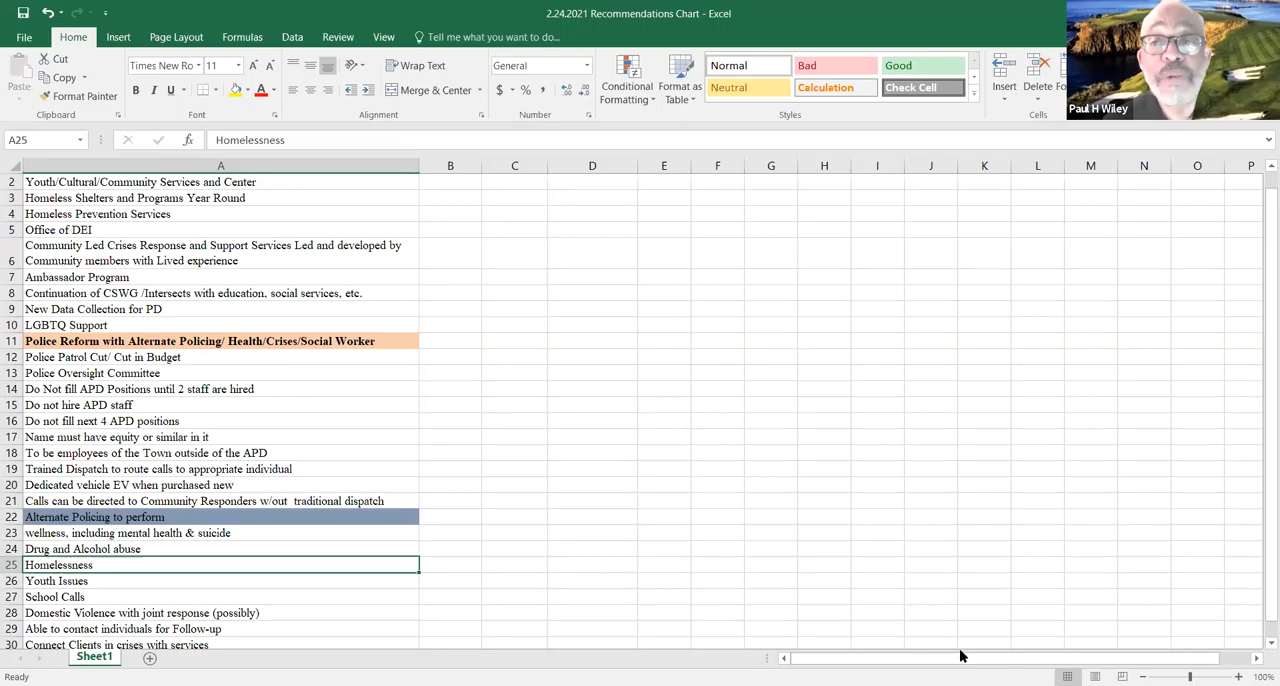 2.24.2021 Recommendations Chart - Excel
File Home Insert Page Layout Formulas Data Review View Tell me what you want to do...
Paste
Cut
Copy
Format Painter
Clipboard
Times New Ro 11
B I U
Font
Wrap Text
Merge & Center
Alignment
General
$ % ,
Number
Conditional Formatting
Format as Table
Normal Bad Good
Neutral Calculation Check Cell
Styles
Insert Delete Fo
Cells
Paul H Wiley
A25 fx Homelessness
A B C D E F G H I J K L M N O P
2 Youth/Cultural/Community Services and Center
3 Homeless Shelters and Programs Year Round
4 Homeless Prevention Services
5 Office of DEI
Community Led Crises Response and Support Services Led and developed by
6 Community members with Lived experience
7 Ambassador Program
8 Continuation of CSWG /Intersects with education, social services, etc.
9 New Data Collection for PD
10 LGBTQ Support
11 Police Reform with Alternate Policing/ Health/Crises/Social Worker
12 Police Patrol Cut/ Cut in Budget
13 Police Oversight Committee
14 Do Not fill APD Positions until 2 staff are hired
15 Do not hire APD staff
16 Do not fill next 4 APD positions
17 Name must have equity or similar in it
18 To be employees of the Town outside of the APD
19 Trained Dispatch to route calls to appropriate individual
20 Dedicated vehicle EV when purchased new
21 Calls can be directed to Community Responders w/out traditional dispatch
22 Alternate Policing to perform
23 wellness, including mental health & suicide
24 Drug and Alcohol abuse
25 Homelessness
26 Youth Issues
27 School Calls
28 Domestic Violence with joint response (possibly)
29 Able to contact individuals for Follow-up
30 Connect Clients in crises with services
Sheet1
Ready 100%